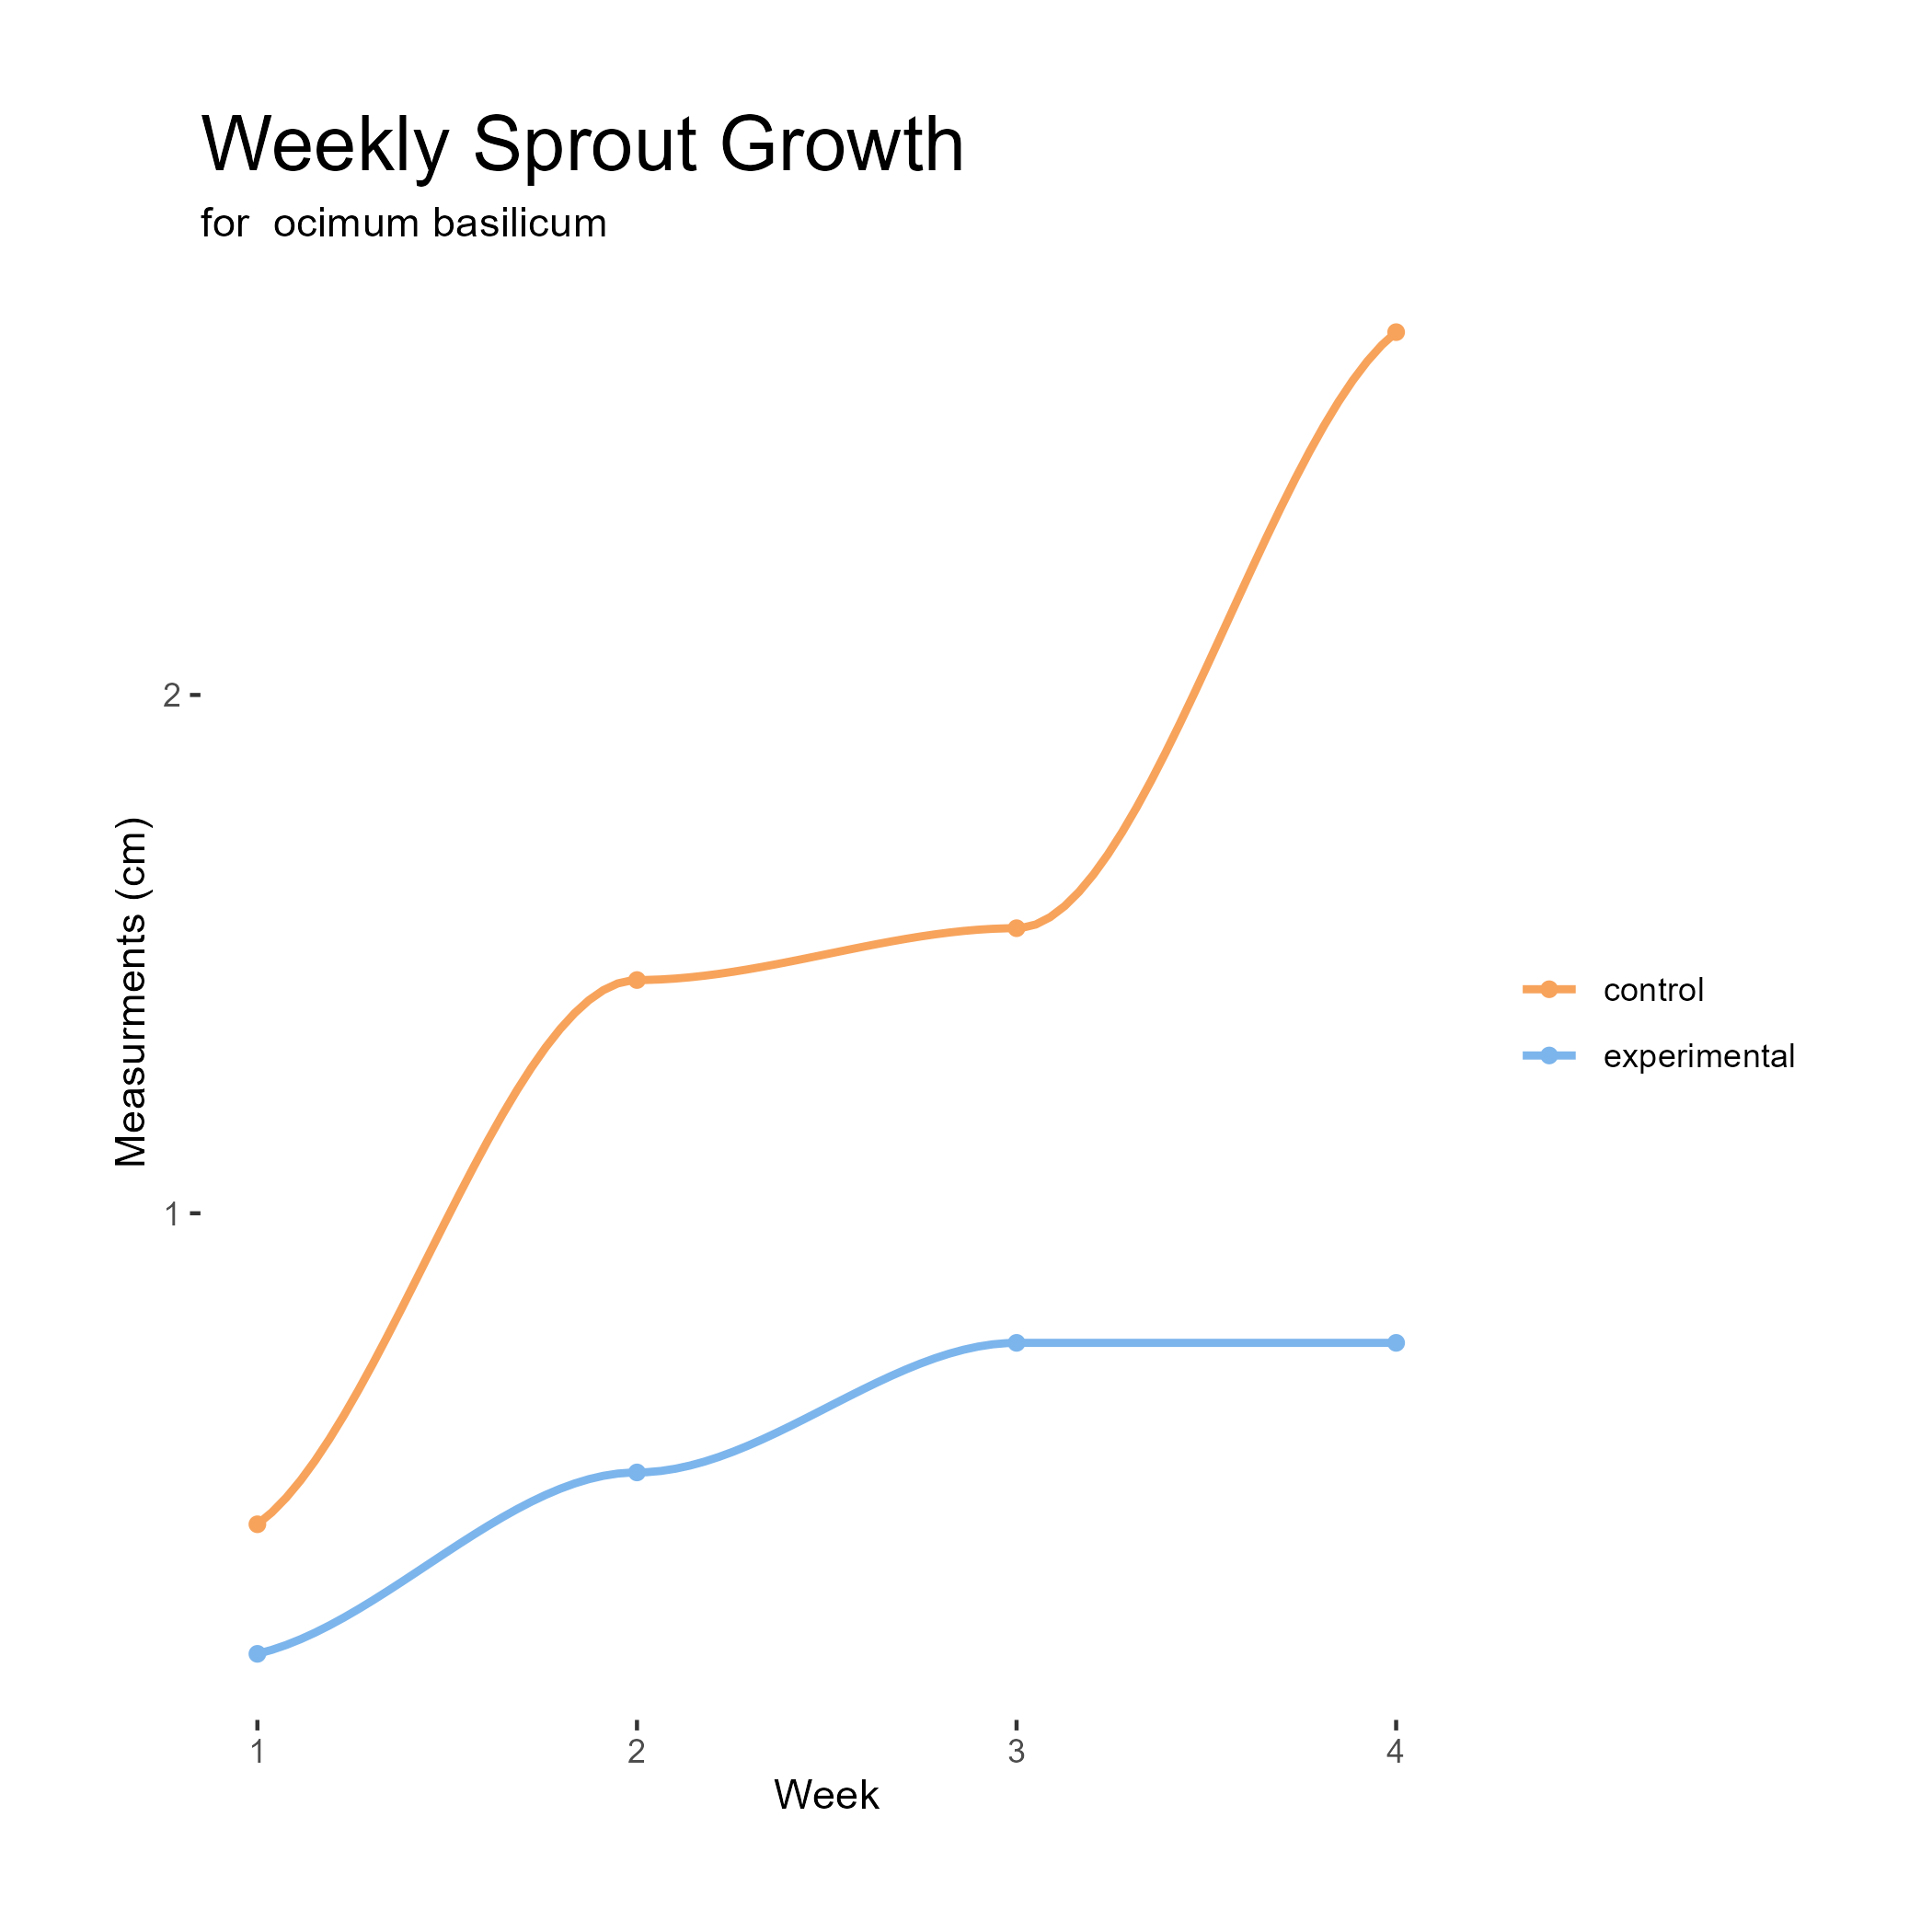 Weekly Sprout Growth
for  ocimum basilicum
2
1
Measurments (cm)
control
experimental
1 2 3 4
Week